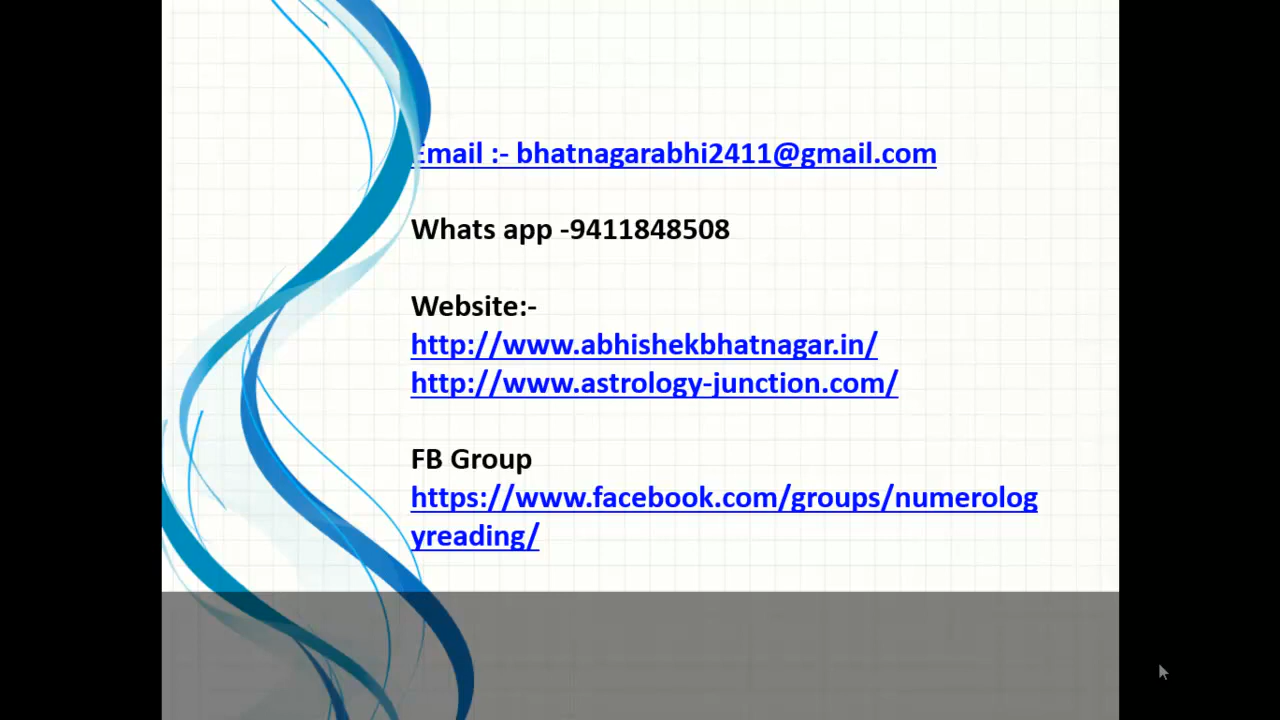 Email :- bhatnagarabhi2411@gmail.com
Whats app -9411848508
Website:-
http://www.abhishekbhatnagar.in/
http://www.astrology-junction.com/
FB Group
https://www.facebook.com/groups/numerolog
yreading/